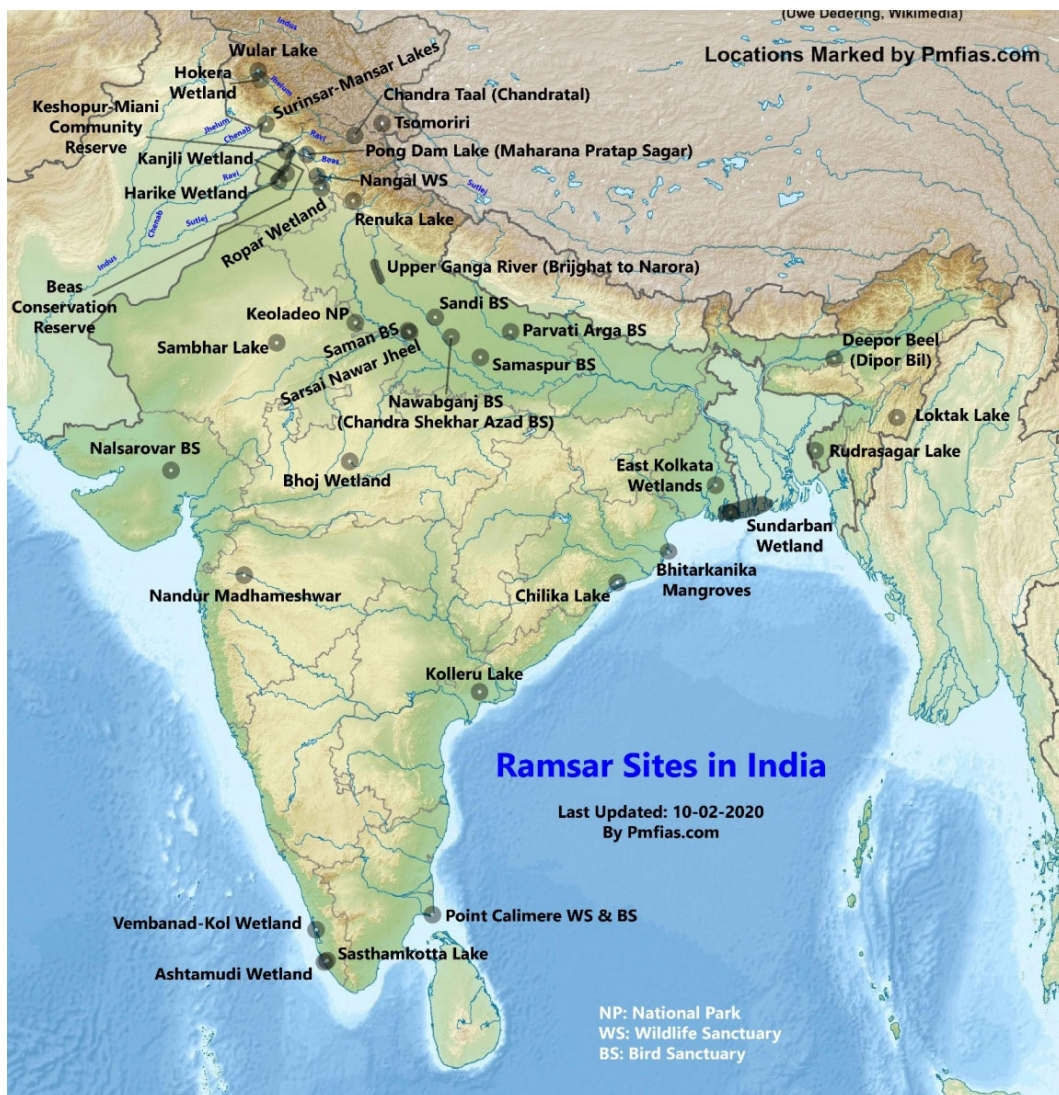 (Uwe Dedering, Wikimedia)
Locations Marked by Pmfias.com
Indus
Wular Lake
Hokera
Wetland
Jhelum
Surinsar-Mansar Lakes
Keshopur-Miani
Community
Reserve
Chandra Taal (Chandratal)
Tsomoriri
Jhelum
Chenab
Ravi
Pong Dam Lake (Maharana Pratap Sagar)
Kanjli Wetland
Beas
Ravi
Nangal WS
Harike Wetland
Sutlej
Renuka Lake
Chenab
Sutlej
Ropar Wetland
Indus
Upper Ganga River (Brijghat to Narora)
Beas
Conservation
Reserve
Sandi BS
Keoladeo NP
Saman BS
Parvati Arga BS
Sambhar Lake
Sarsai Nawar Jheel
Samaspur BS
Deepor Beel
(Dipor Bil)
Nawabganj BS
(Chandra Shekhar Azad BS)
Loktak Lake
Nalsarovar BS
Rudrasagar Lake
Bhoj Wetland
East Kolkata
Wetlands
Sundarban
Wetland
Bhitarkanika
Mangroves
Nandur Madhameshwar
Chilika Lake
Kolleru Lake
Ramsar Sites in India
Last Updated: 10-02-2020
By Pmfias.com
Point Calimere WS & BS
Vembanad-Kol Wetland
Sasthamkotta Lake
Ashtamudi Wetland
NP: National Park
WS: Wildlife Sanctuary
BS: Bird Sanctuary